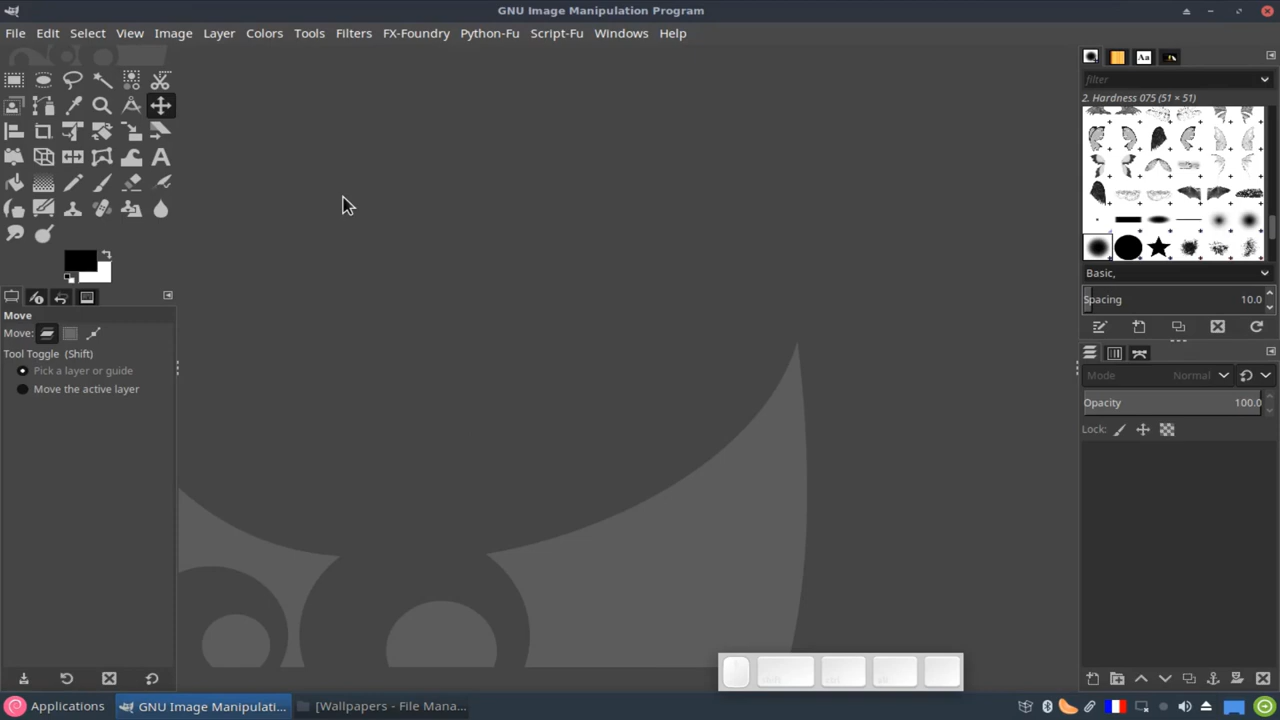 GNU Image Manipulation Program
File Edit Select View Image Layer Colors Tools Filters FX-Foundry Python-Fu Script-Fu Windows Help
Aa
filter
2. Hardness 075 (51 × 51)
Basic,
Spacing 10.0
Move
Move:
Tool Toggle (Shift)
Pick a layer or guide
Move the active layer
Mode Normal
Opacity 100.0
Lock:
Applications
GNU Image Manipulati...
[Wallpapers - File Mana...